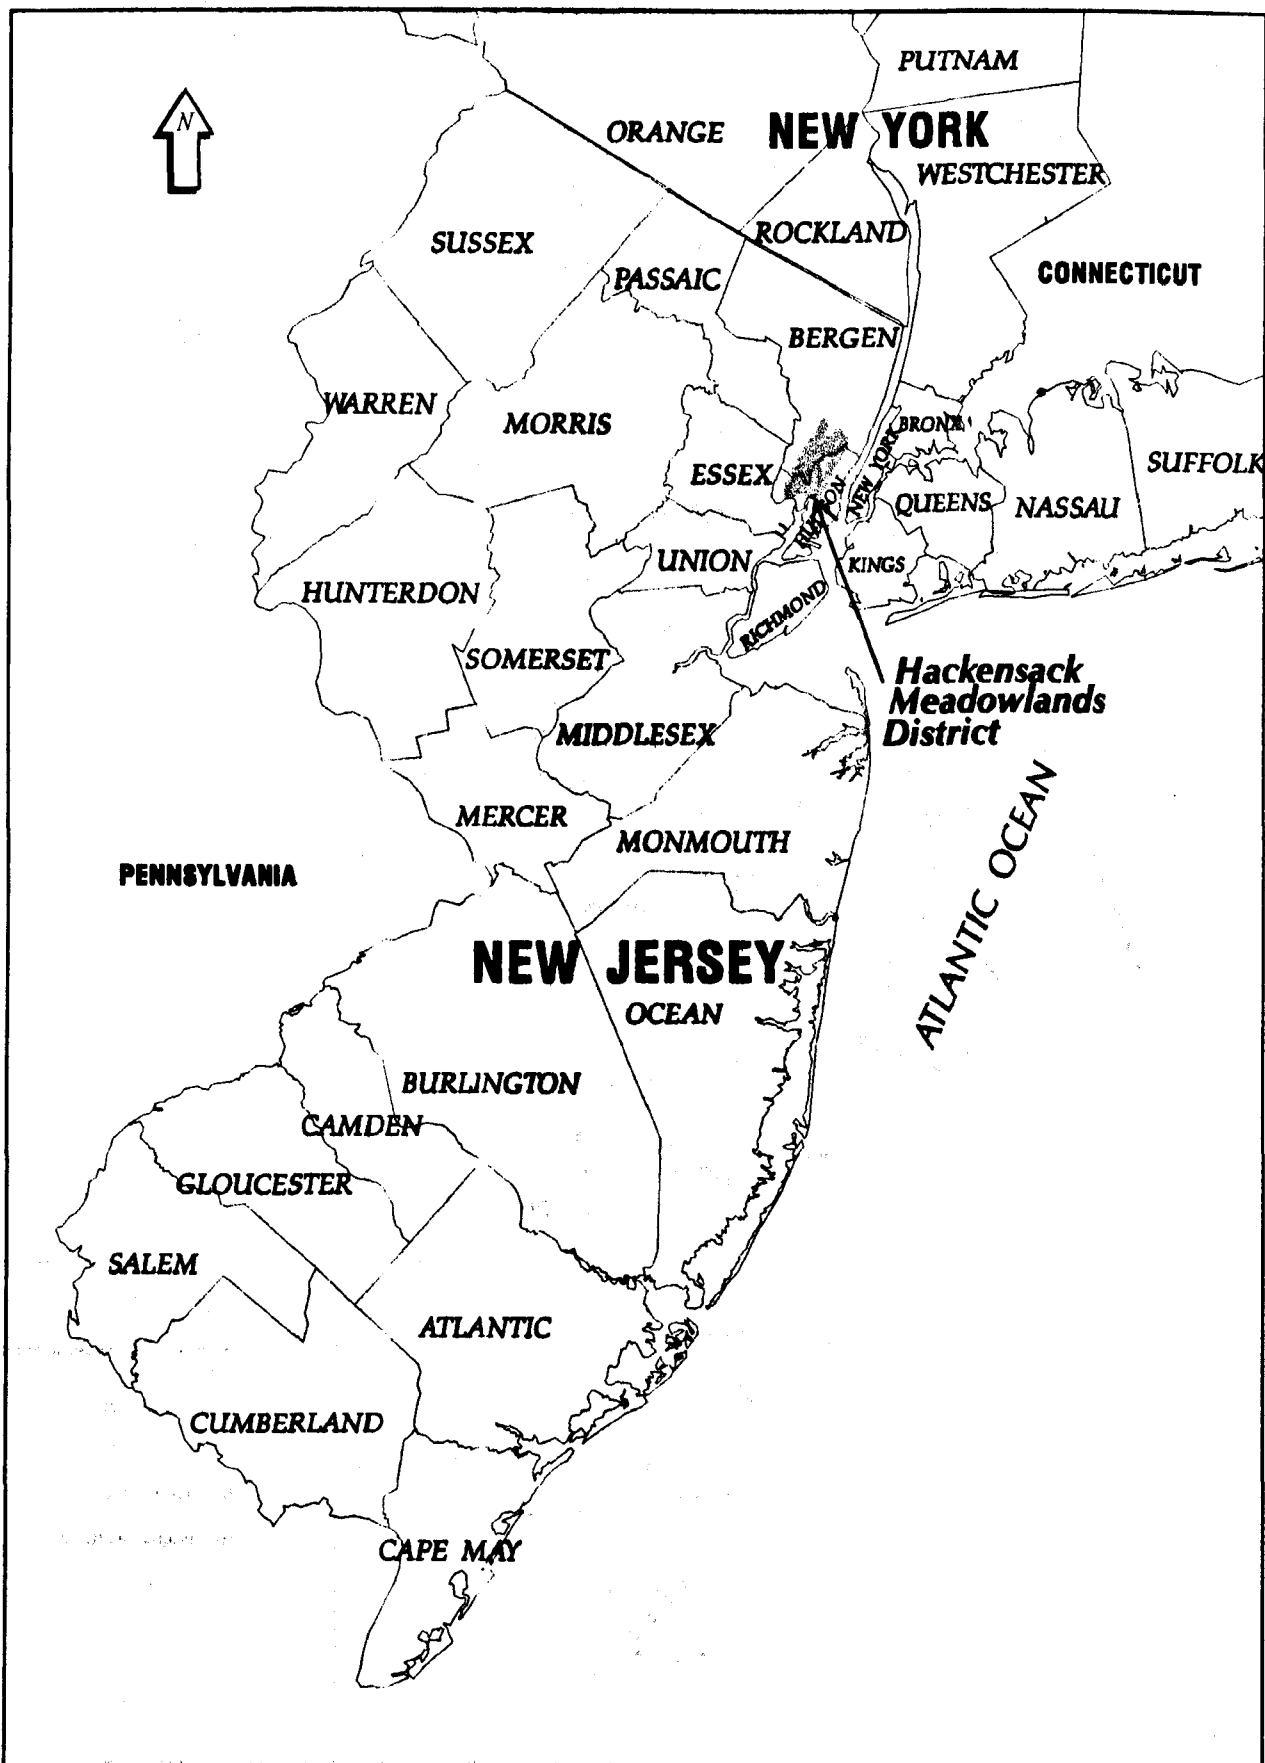 PUTNAM
N
ORANGE
NEW YORK
WESTCHESTER
SUSSEX
ROCKLAND
PASSAIC
CONNECTICUT
BERGEN
WARREN
MORRIS
BRONX
NEW YORK
ESSEX
SUFFOLK
HUDSON
QUEENS
NASSAU
UNION
KINGS
HUNTERDON
RICHMOND
SOMERSET
Hackensack
Meadowlands
District
MIDDLESEX
MERCER
MONMOUTH
ATLANTIC OCEAN
PENNSYLVANIA
NEW JERSEY
OCEAN
BURLINGTON
CAMDEN
GLOUCESTER
SALEM
ATLANTIC
CUMBERLAND
CAPE MAY